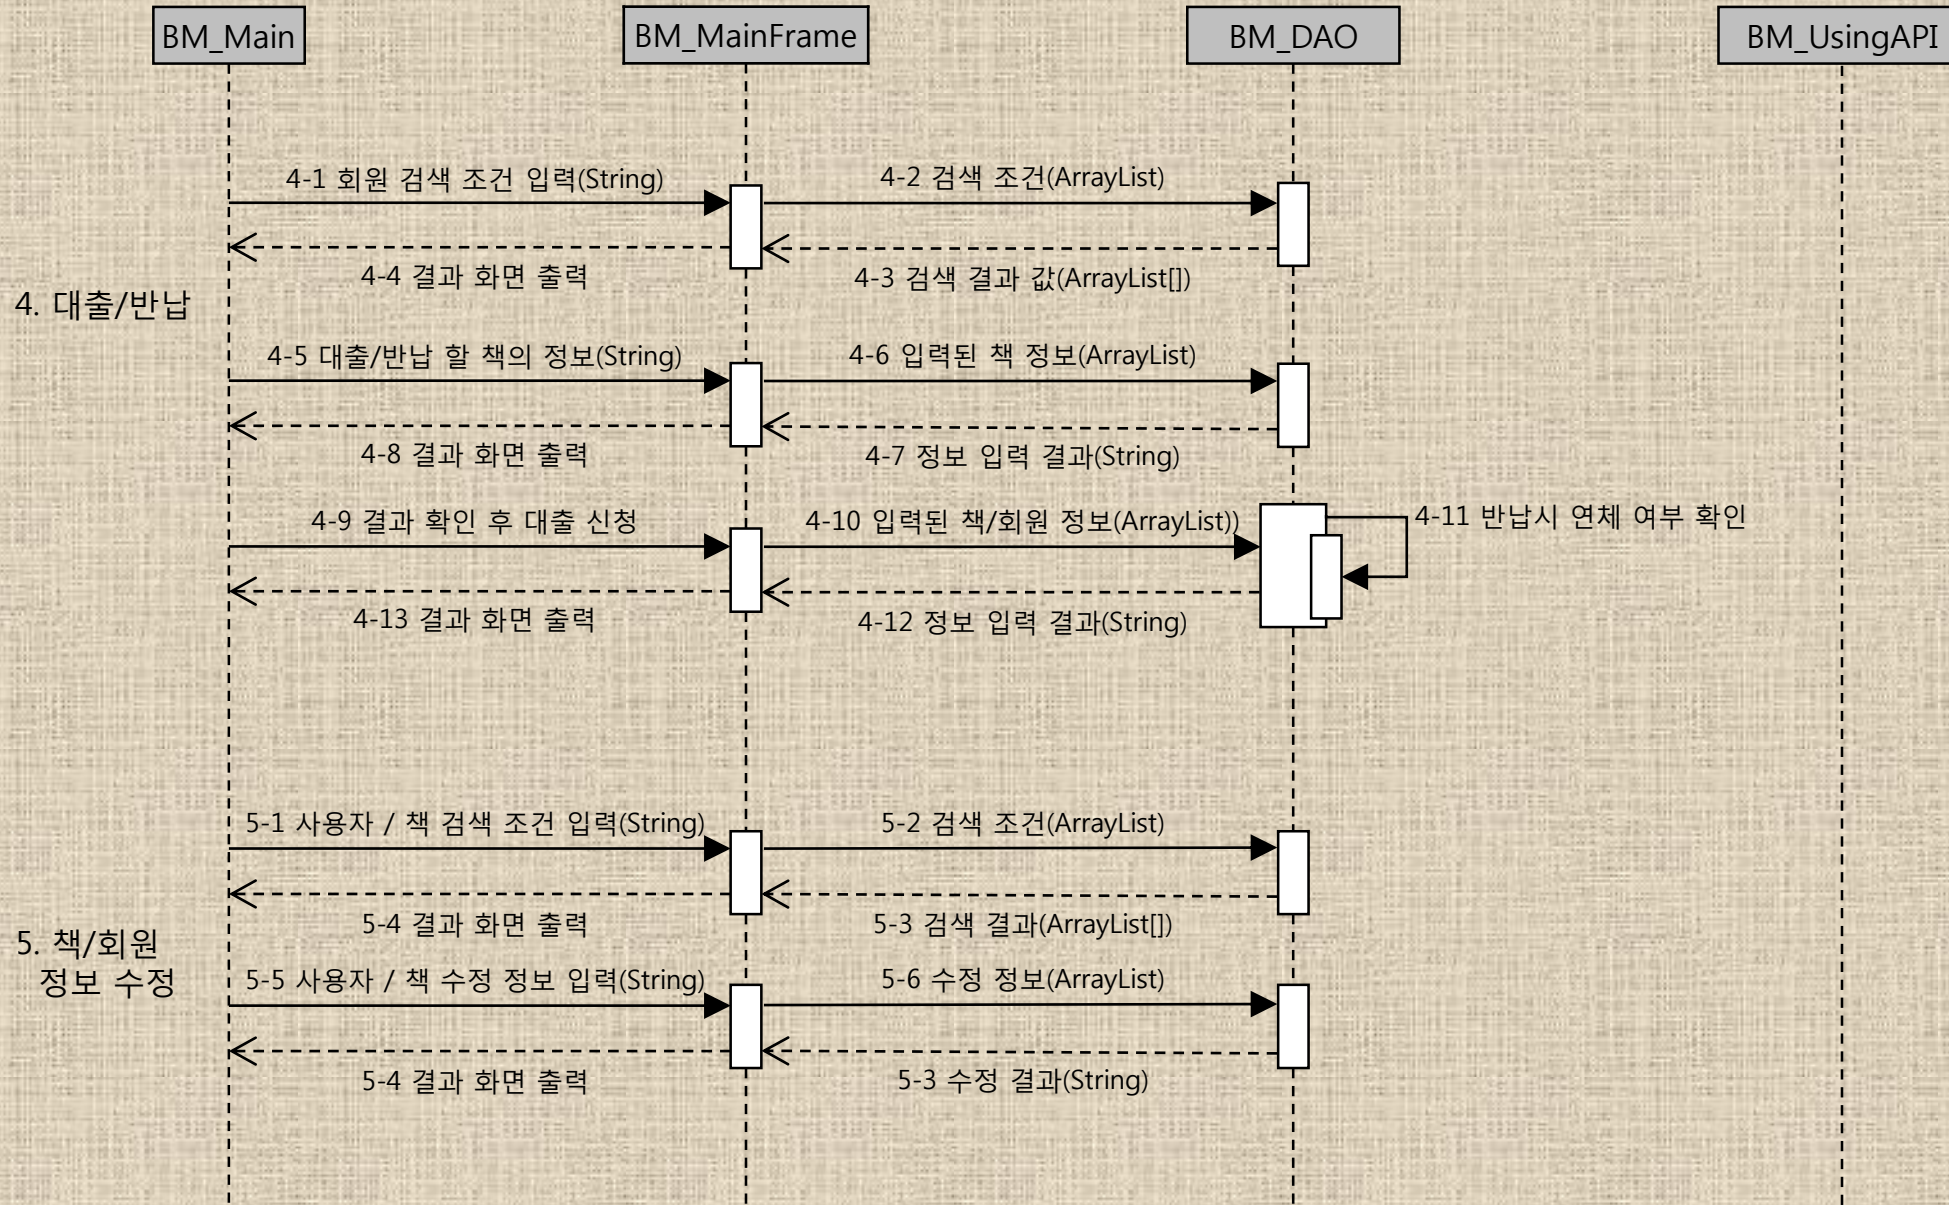 BM_Main
BM_MainFrame
BM_DAO
BM_UsingAPI
4. 대출/반납
4-1 회원 검색 조건 입력(String)
4-2 검색 조건(ArrayList)
4-4 결과 화면 출력
4-3 검색 결과 값(ArrayList[])
4-5 대출/반납 할 책의 정보(String)
4-6 입력된 책 정보(ArrayList)
4-8 결과 화면 출력
4-7 정보 입력 결과(String)
4-9 결과 확인 후 대출 신청
4-10 입력된 책/회원 정보(ArrayList))
4-11 반납시 연체 여부 확인
4-13 결과 화면 출력
4-12 정보 입력 결과(String)
5. 책/회원
정보 수정
5-1 사용자 / 책 검색 조건 입력(String)
5-2 검색 조건(ArrayList)
5-4 결과 화면 출력
5-3 검색 결과(ArrayList[])
5-5 사용자 / 책 수정 정보 입력(String)
5-6 수정 정보(ArrayList)
5-4 결과 화면 출력
5-3 수정 결과(String)